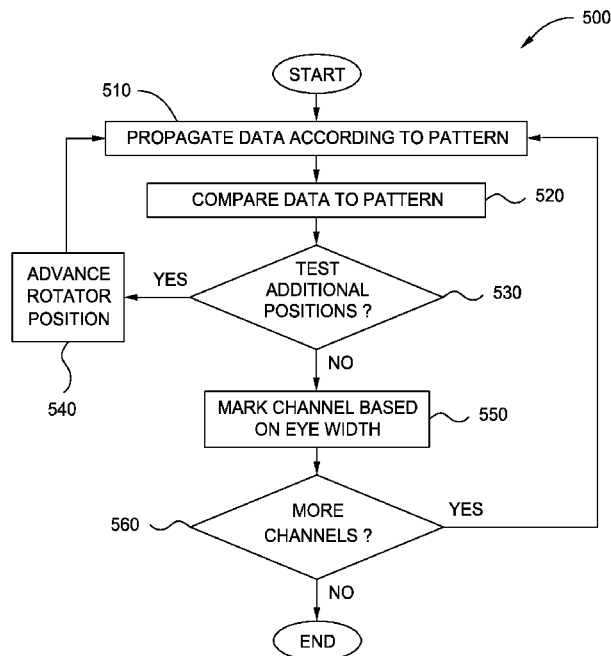 500
START
510
PROPAGATE DATA ACCORDING TO PATTERN
COMPARE DATA TO PATTERN
520
TEST
ADDITIONAL
POSITIONS ?
530
YES
ADVANCE
ROTATOR
POSITION
540
NO
MARK CHANNEL BASED
ON EYE WIDTH
550
MORE
CHANNELS ?
560
YES
NO
END